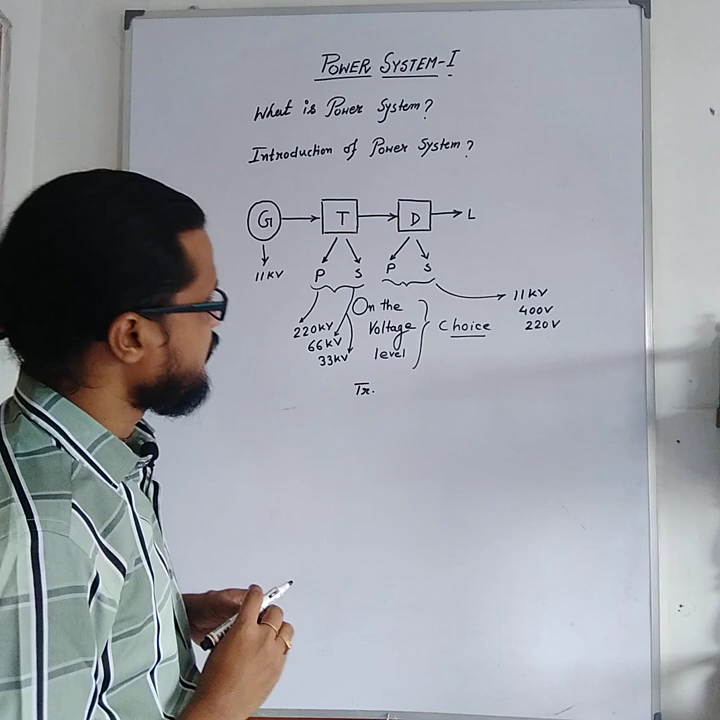 POWER SYSTEM-I
What is Power System?
Introduction of Power System?
G T D L
11KV P S P S
220KV
66KV
33KV
On the
Voltage
level
Choice
11KV
400V
220V
Tr.